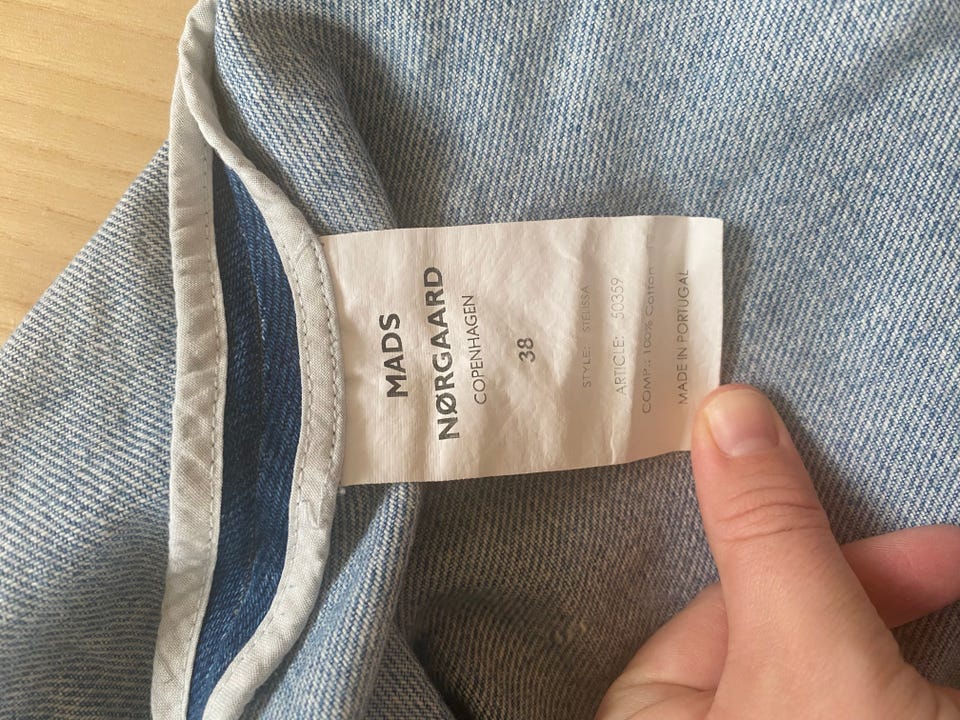 MADS
NØRGAARD
COPENHAGEN
38
STYLE: STELISSA
ARTICLE: 50359
COMP.: 100% Cotton
MADE IN PORTUGAL